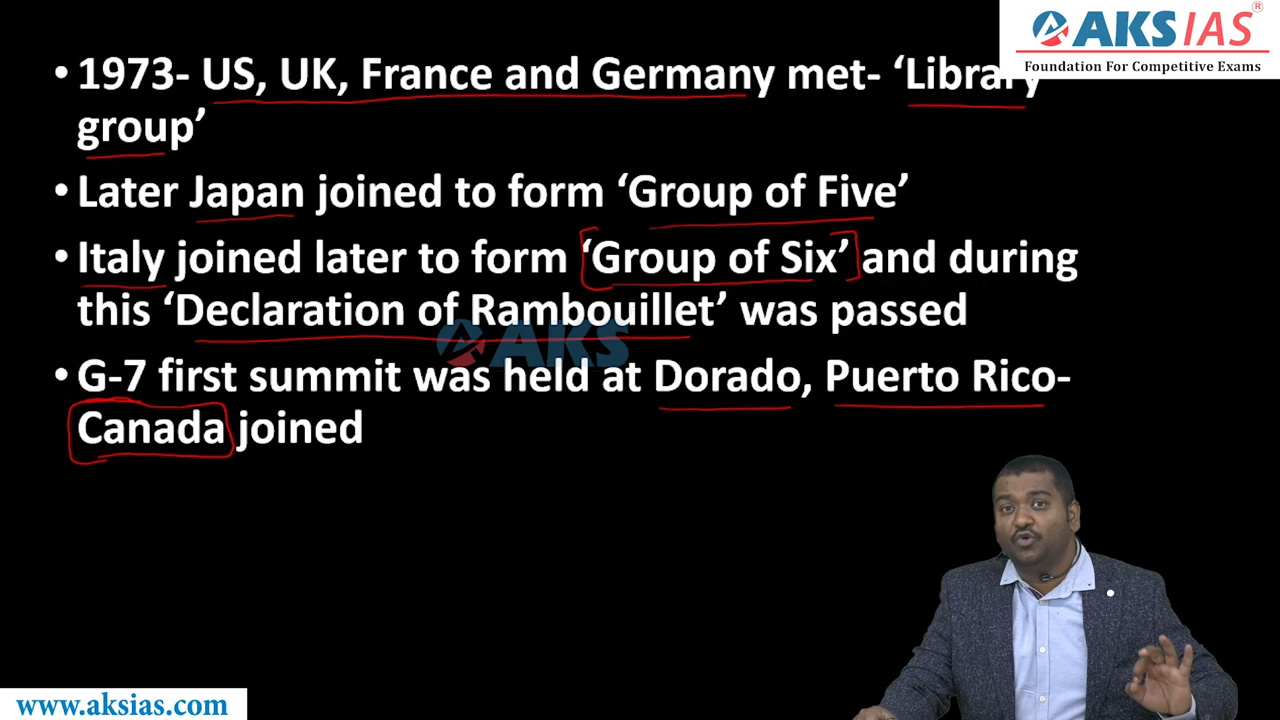 AKS IAS®
Foundation For Competitive Exams
• 1973- US, UK, France and Germany met- ‘Library
group’
• Later Japan joined to form ‘Group of Five’
• Italy joined later to form ‘Group of Six’ and during
this ‘Declaration of Rambouillet’ was passed
AKS
• G-7 first summit was held at Dorado, Puerto Rico-
Canada joined
www.aksias.com